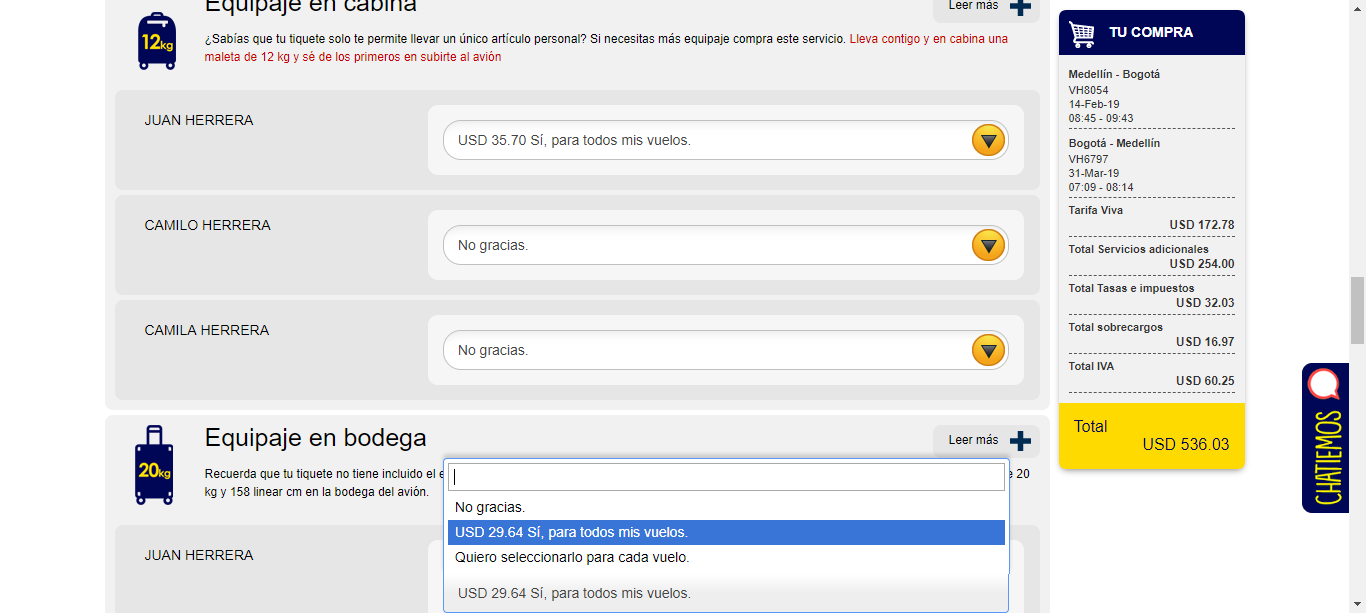 Equipaje en cabina
Leer más
12kg
¿Sabías que tu tiquete solo te permite llevar un único artículo personal? Si necesitas más equipaje compra este servicio. Lleva contigo y en cabina una
maleta de 12 kg y sé de los primeros en subirte al avión
JUAN HERRERA
USD 35.70 Sí, para todos mis vuelos.
CAMILO HERRERA
No gracias.
CAMILA HERRERA
No gracias.
Equipaje en bodega
Leer más
20kg
Recuerda que tu tiquete no tiene incluido el
20
kg y 158 linear cm en la bodega del avión.
No gracias.
USD 29.64 Sí, para todos mis vuelos.
Quiero seleccionarlo para cada vuelo.
JUAN HERRERA
USD 29.64 Sí, para todos mis vuelos.
TU COMPRA
Medellín - Bogotá
VH8054
14-Feb-19
08:45 - 09:43
Bogotá - Medellín
VH6797
31-Mar-19
07:09 - 08:14
Tarifa Viva
USD 172.78
Total Servicios adicionales
USD 254.00
Total Tasas e impuestos
USD 32.03
Total sobrecargos
USD 16.97
Total IVA
USD 60.25
Total
USD 536.03
CHATIEMOS